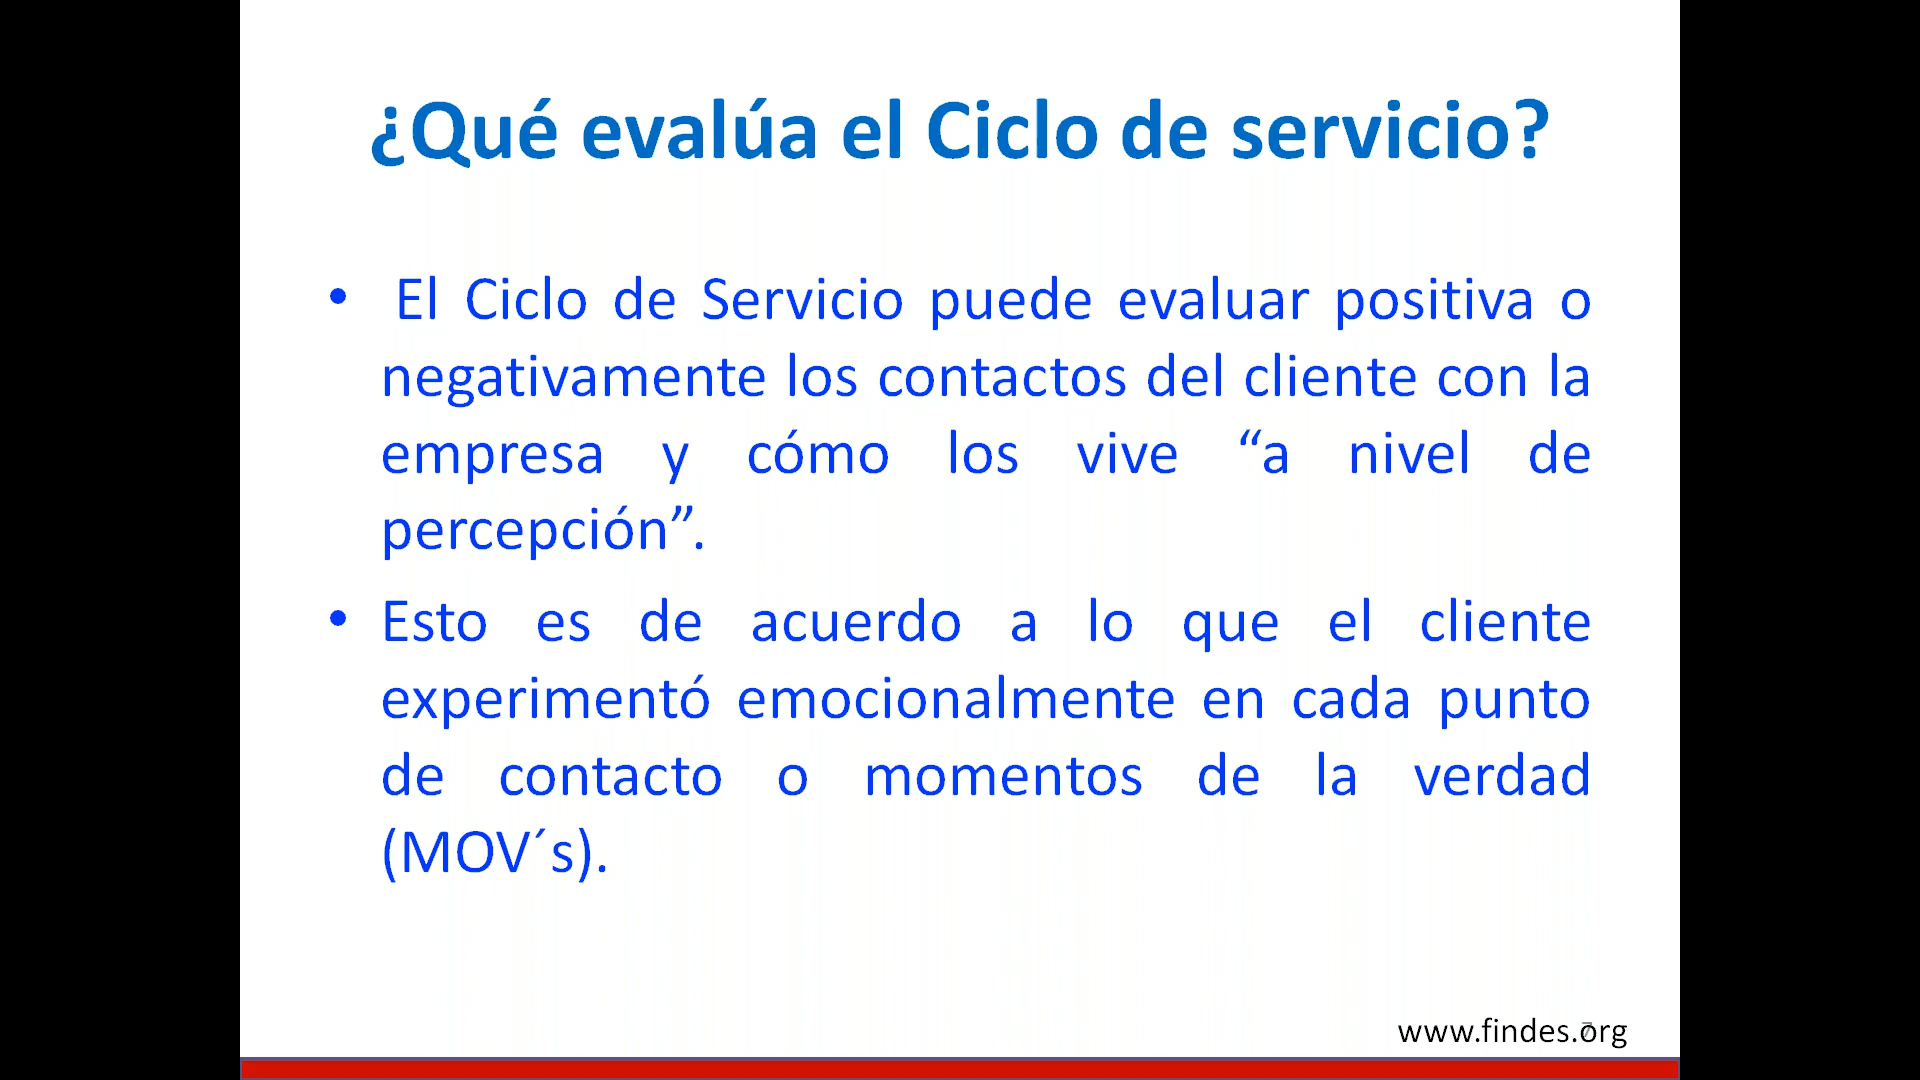 ¿Qué evalúa el Ciclo de servicio?
• El Ciclo de Servicio puede evaluar positiva o
negativamente los contactos del cliente con la
empresa y cómo los vive “a nivel de
percepción”.
• Esto es de acuerdo a lo que el cliente
experimentó emocionalmente en cada punto
de contacto o momentos de la verdad
(MOV´s).
www.findes.org
7